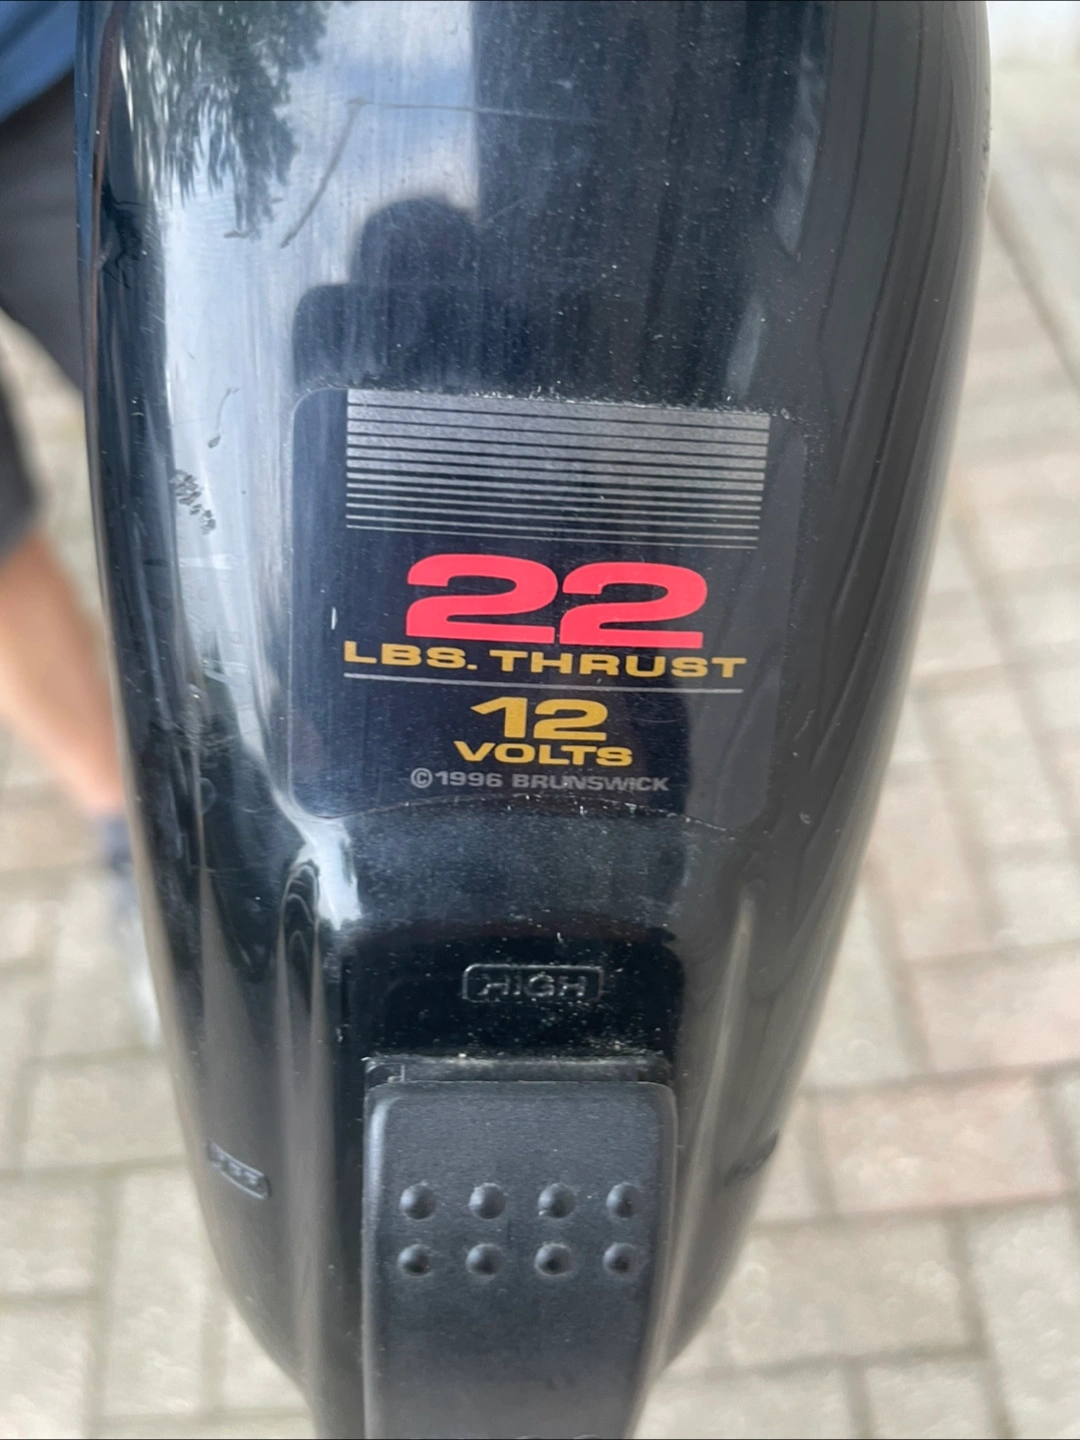 22
LBS. THRUST
12
VOLTS
©1996 BRUNSWICK
HIGH